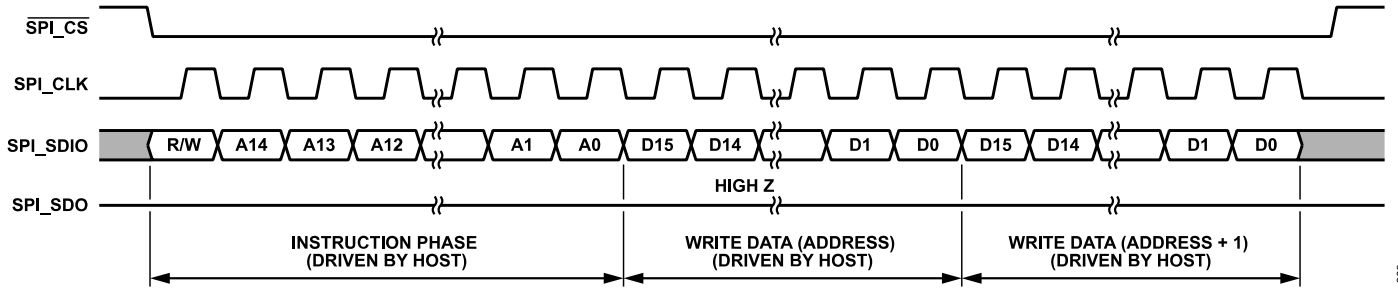 SPI_CS
SPI_CLK
SPI_SDIO R/W A14 A13 A12 A1 A0 D15 D14 D1 D0 D15 D14 D1 D0
HIGH Z
SPI_SDO
INSTRUCTION PHASE WRITE DATA (ADDRESS) WRITE DATA (ADDRESS + 1)
(DRIVEN BY HOST) (DRIVEN BY HOST) (DRIVEN BY HOST)